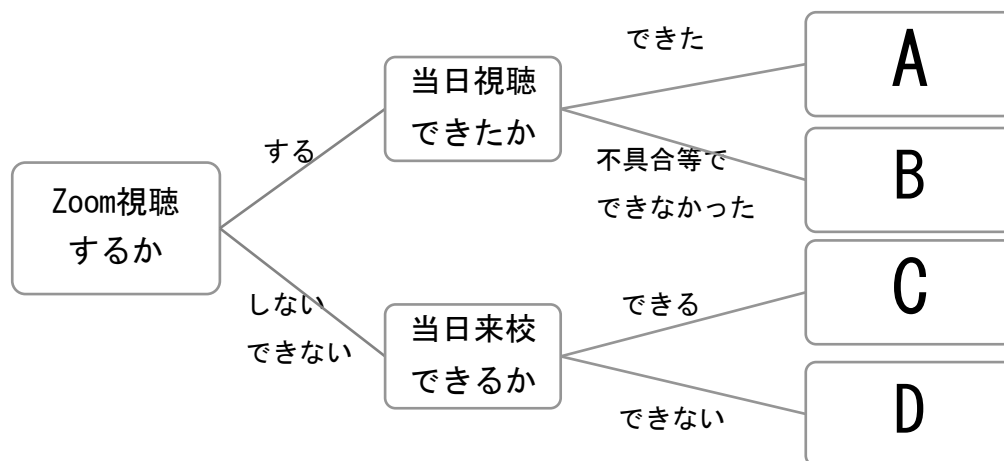 Zoom視聴
するか
する
しない
できない
当日視聴
できたか
できた
不具合等で
できなかった
当日来校
できるか
できる
できない
A
B
C
D